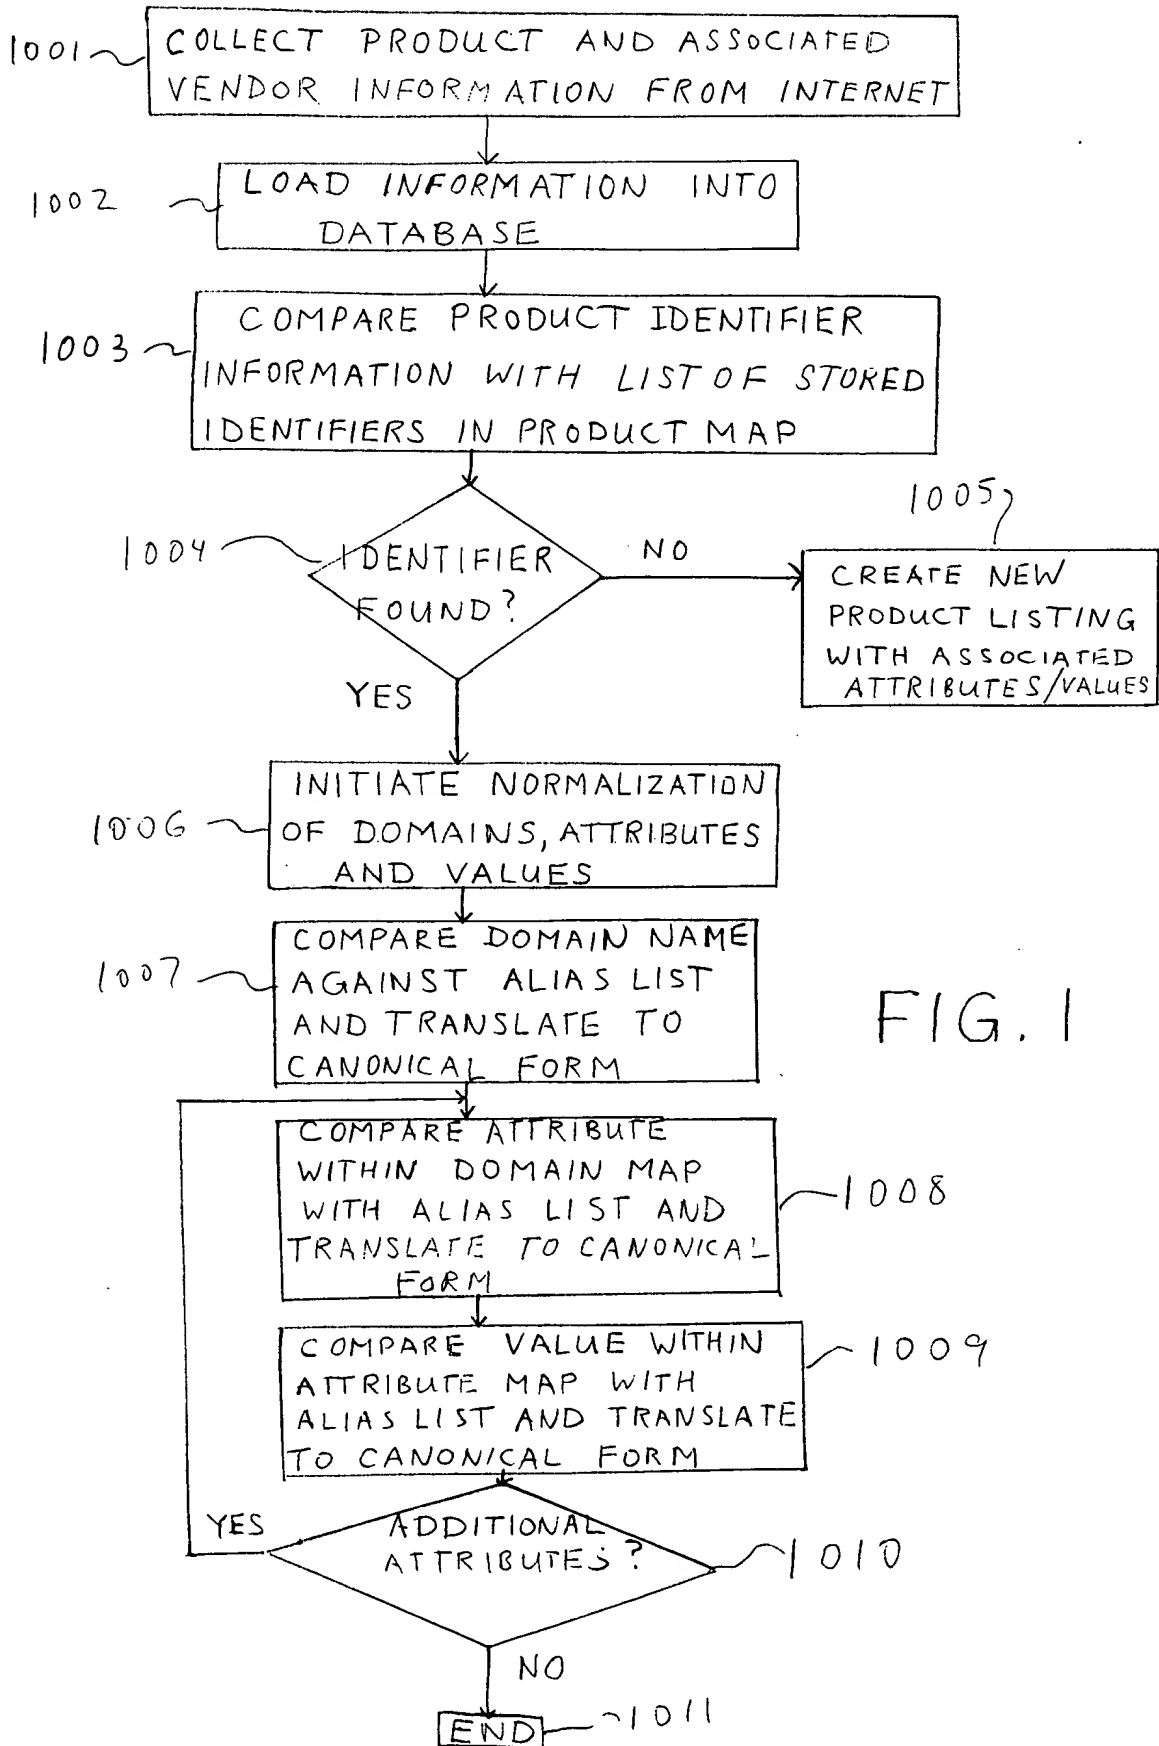 1001
COLLECT PRODUCT AND ASSOCIATED
VENDOR INFORMATION FROM INTERNET
1002
LOAD INFORMATION INTO
DATABASE
1003
COMPARE PRODUCT IDENTIFIER
INFORMATION WITH LIST OF STORED
IDENTIFIERS IN PRODUCT MAP
1004
IDENTIFIER
FOUND?
NO
1005
CREATE NEW
PRODUCT LISTING
WITH ASSOCIATED
ATTRIBUTES/VALUES
YES
1006
INITIATE NORMALIZATION
OF DOMAINS, ATTRIBUTES
AND VALUES
1007
COMPARE DOMAIN NAME
AGAINST ALIAS LIST
AND TRANSLATE TO
CANONICAL FORM
FIG. 1
COMPARE ATTRIBUTE
WITHIN DOMAIN MAP
WITH ALIAS LIST AND
TRANSLATE TO CANONICAL
FORM
1008
COMPARE VALUE WITHIN
ATTRIBUTE MAP WITH
ALIAS LIST AND TRANSLATE
TO CANONICAL FORM
1009
YES
ADDITIONAL
ATTRIBUTES?
1010
NO
END
1011